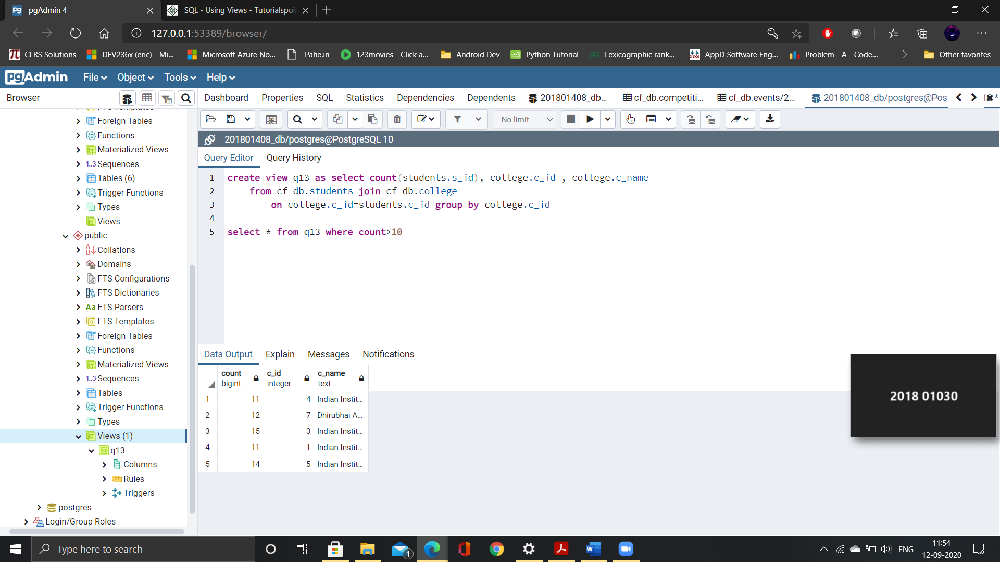 pgAdmin 4
SQL - Using Views - Tutorialspoi
127.0.0.1:53389/browser/
CLRS Solutions
DEV236x (eric) - Mi...
Microsoft Azure No...
Pahe.in
123movies - Click a...
Android Dev
Python Tutorial
Lexicographic rank...
AppD Software Eng...
Problem - A - Code...
Other favorites
pgAdmin
File
Object
Tools
Help
Browser
Dashboard
Properties
SQL
Statistics
Dependencies
Dependents
201801408_db...
cf_db.competiti...
cf_db.events/2...
201801408_db/postgres@Pos
FTS Templates
Foreign Tables
Functions
Materialized Views
1..3 Sequences
Tables (6)
Trigger Functions
Types
Views
public
Collations
Domains
FTS Configurations
FTS Dictionaries
Aa FTS Parsers
FTS Templates
Foreign Tables
Functions
Materialized Views
1..3 Sequences
Tables
Trigger Functions
Types
Views (1)
q13
Columns
Rules
Triggers
postgres
Login/Group Roles
No limit
201801408_db/postgres@PostgreSQL 10
Query Editor
Query History
1 create view q13 as select count(students.s_id), college.c_id , college.c_name
2 from cf_db.students join cf_db.college
3 on college.c_id=students.c_id group by college.c_id
4
5 select * from q13 where count>10
Data Output
Explain
Messages
Notifications
count bigint
c_id integer
c_name text
1 11 4 Indian Instit...
2 12 7 Dhirubhai A...
3 15 3 Indian Instit...
4 11 1 Indian Instit...
5 14 5 Indian Instit...
2018 01030
Type here to search
1
ENG
11:54
12-09-2020